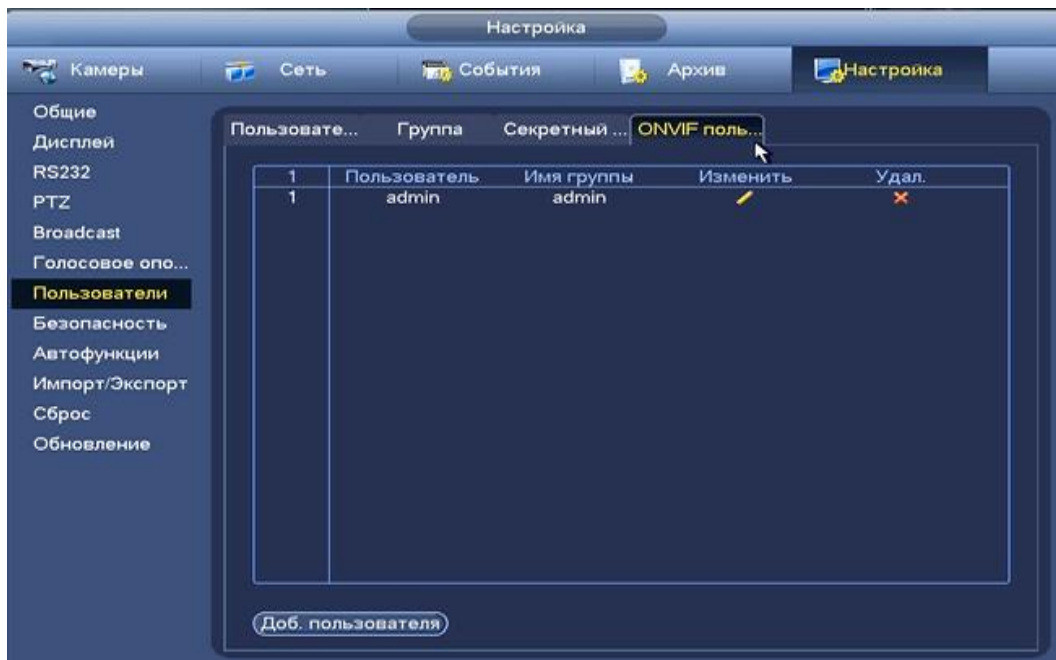 Настройка
Камеры Сеть События Архив Настройка
Общие
Дисплей
RS232
PTZ
Broadcast
Голосовое опо...
Пользователи
Безопасность
Автофункции
Импорт/Экспорт
Сброс
Обновление
Пользовате... Группа Секретный ... ONVIF поль...
1 Пользователь Имя группы Изменить Удал.
1 admin admin
Доб. пользователя